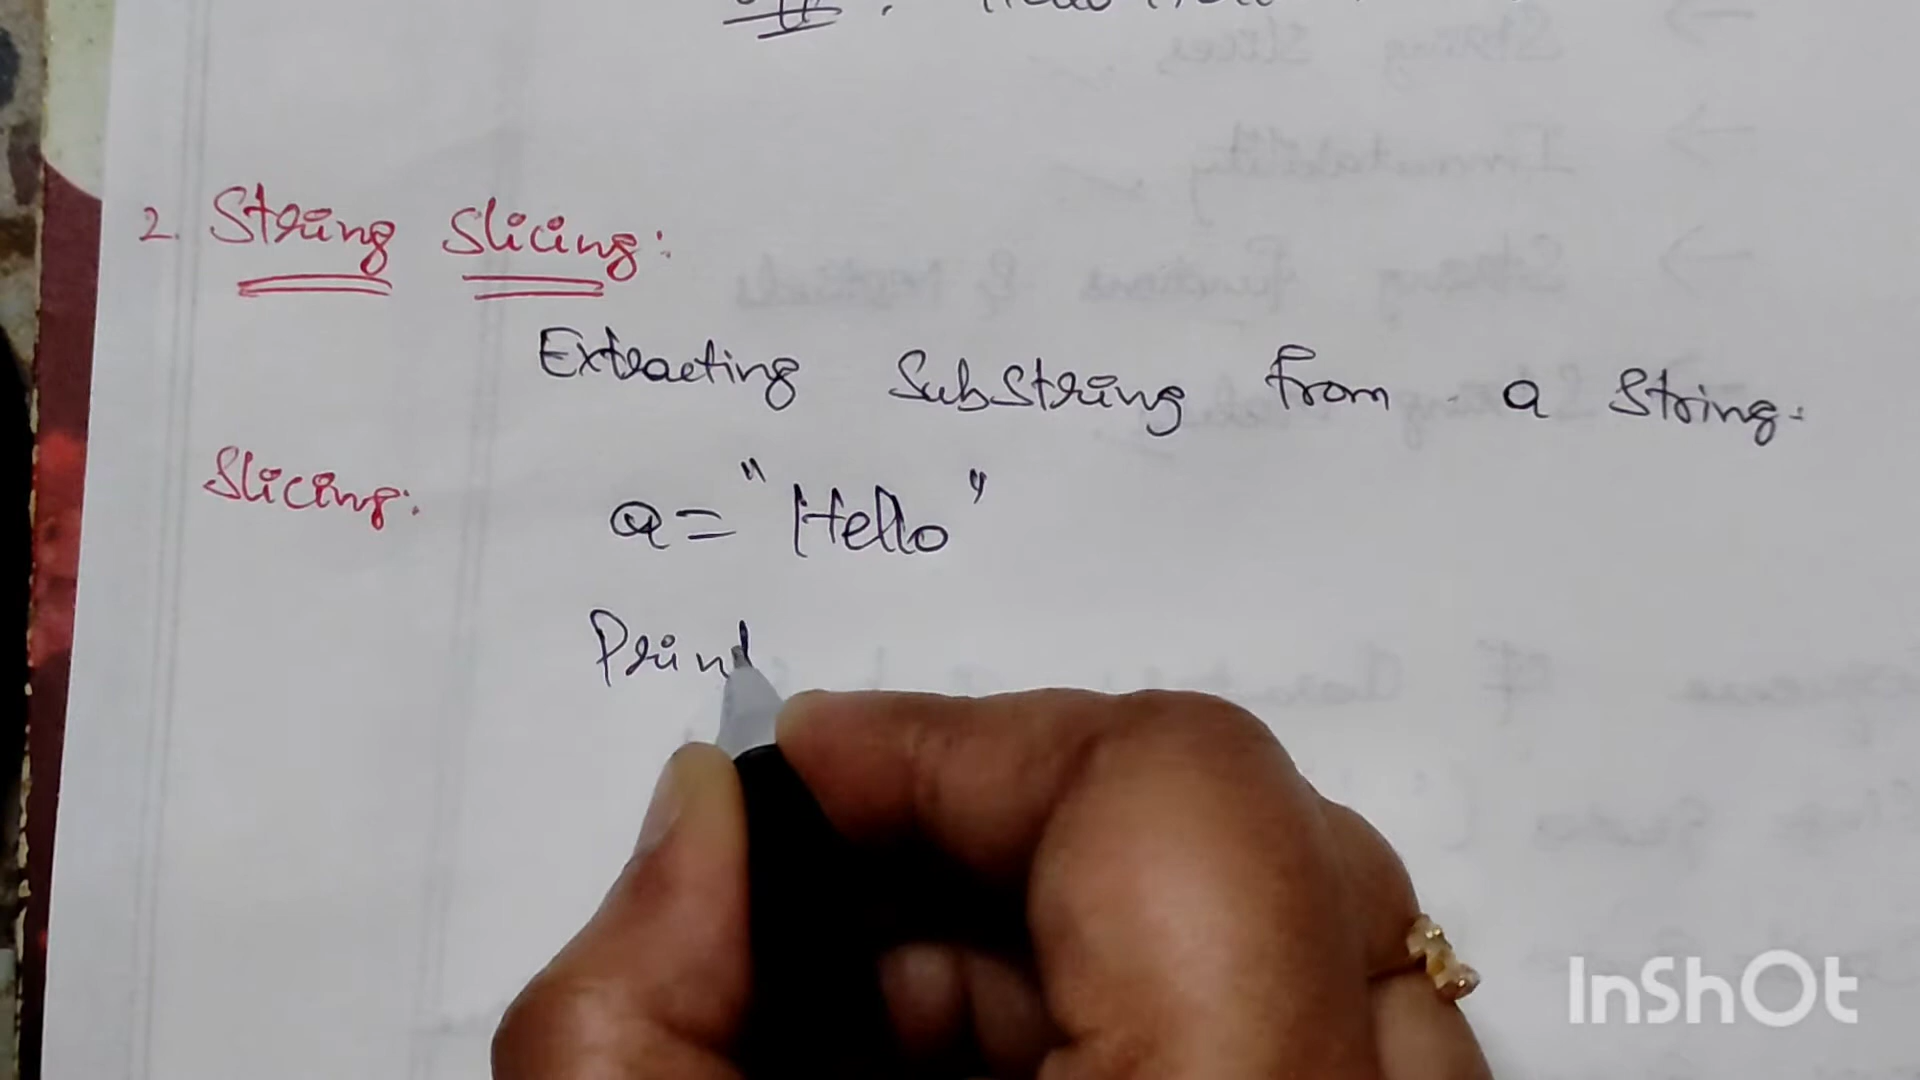 2. String Slicing:
Extracting SubString from a String.
Slicing: a = "Hello"
Print
InShOt